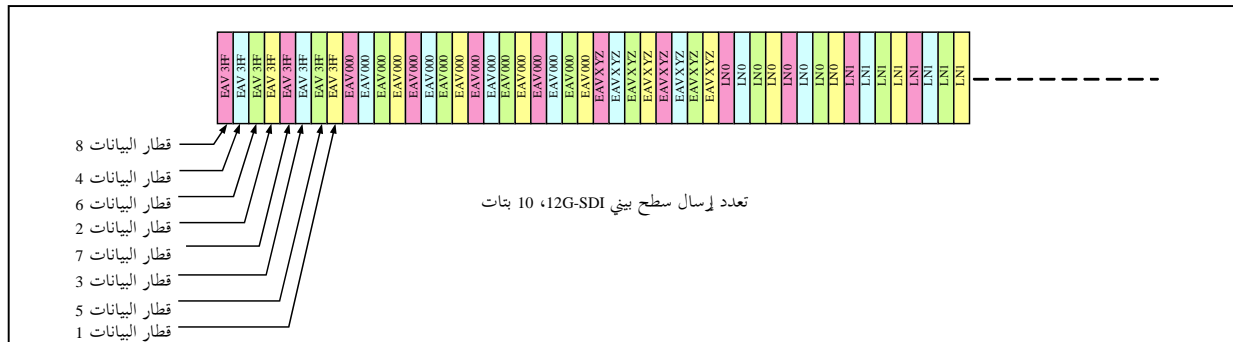 EAV 3FF EAV 3FF EAV 3FF EAV 3FF EAV 3FF EAV 3FF EAV 3FF EAV 3FF EAV000 EAV000 EAV000 EAV000 EAV000 EAV000 EAV000 EAV000 EAV000 EAV000 EAV000 EAV000 EAV000 EAV000 EAV000 EAV000 EAVXYZ EAVXYZ EAVXYZ EAVXYZ EAVXYZ EAVXYZ EAVXYZ EAVXYZ LN0 LN0 LN0 LN0 LN0 LN0 LN0 LN0 LN1 LN1 LN1 LN1 LN1 LN1 LN1 LN1
قطار البيانات 8
قطار البيانات 4
قطار البيانات 6
قطار البيانات 2
قطار البيانات 7
قطار البيانات 3
قطار البيانات 5
قطار البيانات 1
تعدد إرسال سطح بيني 12G-SDI، 10 بتات